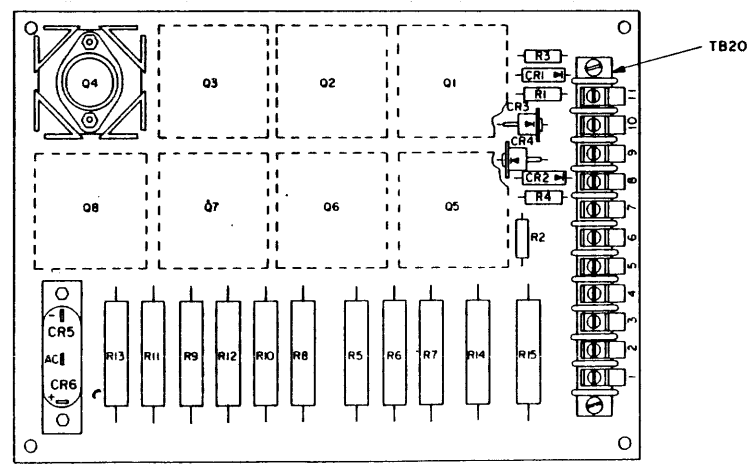 TB20
Q4 Q3 Q2 Q1
R3
CR1
R1
CR3
CR4
CR2
R4
R2
Q8 Q7 Q6 Q5
11
10
9
8
7
6
5
4
3
2
1
-
CR5
AC
CR6
+
R13 R11 R9 R12 R10 R8 R5 R6 R7 R14 R15